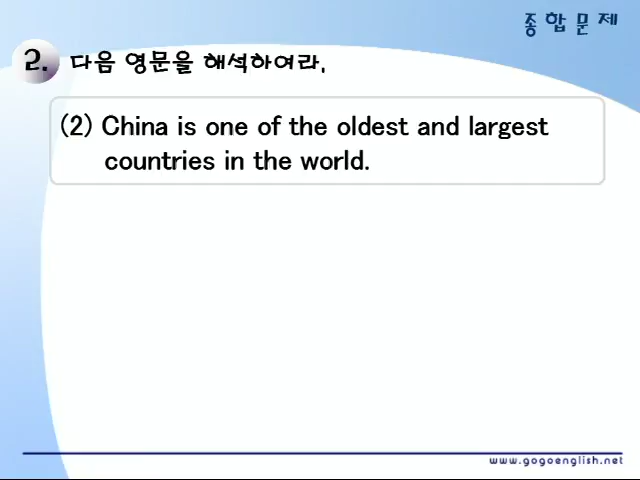 종합문제
2. 다음 영문을 해석하여라.
(2) China is one of the oldest and largest
countries in the world.
www.gogoenglish.net